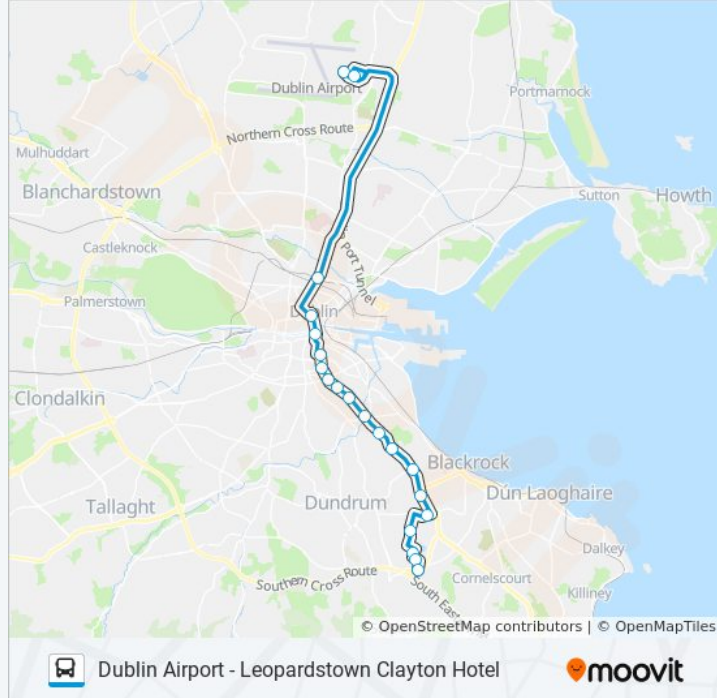 Dublin Airport
Portmarnock
Northern Cross Route
Mulhuddart
Blanchardstown
Sutton
Howth
Castleknock
Port Tunnel
Palmerstown
Dublin
Clondalkin
Blackrock
Dún Laoghaire
Tallaght
Dundrum
Dalkey
Southern Cross Route
Cornelscourt
Killiney
South East
© OpenStreetMap contributors | © OpenMapTiles
Dublin Airport - Leopardstown Clayton Hotel
moovit